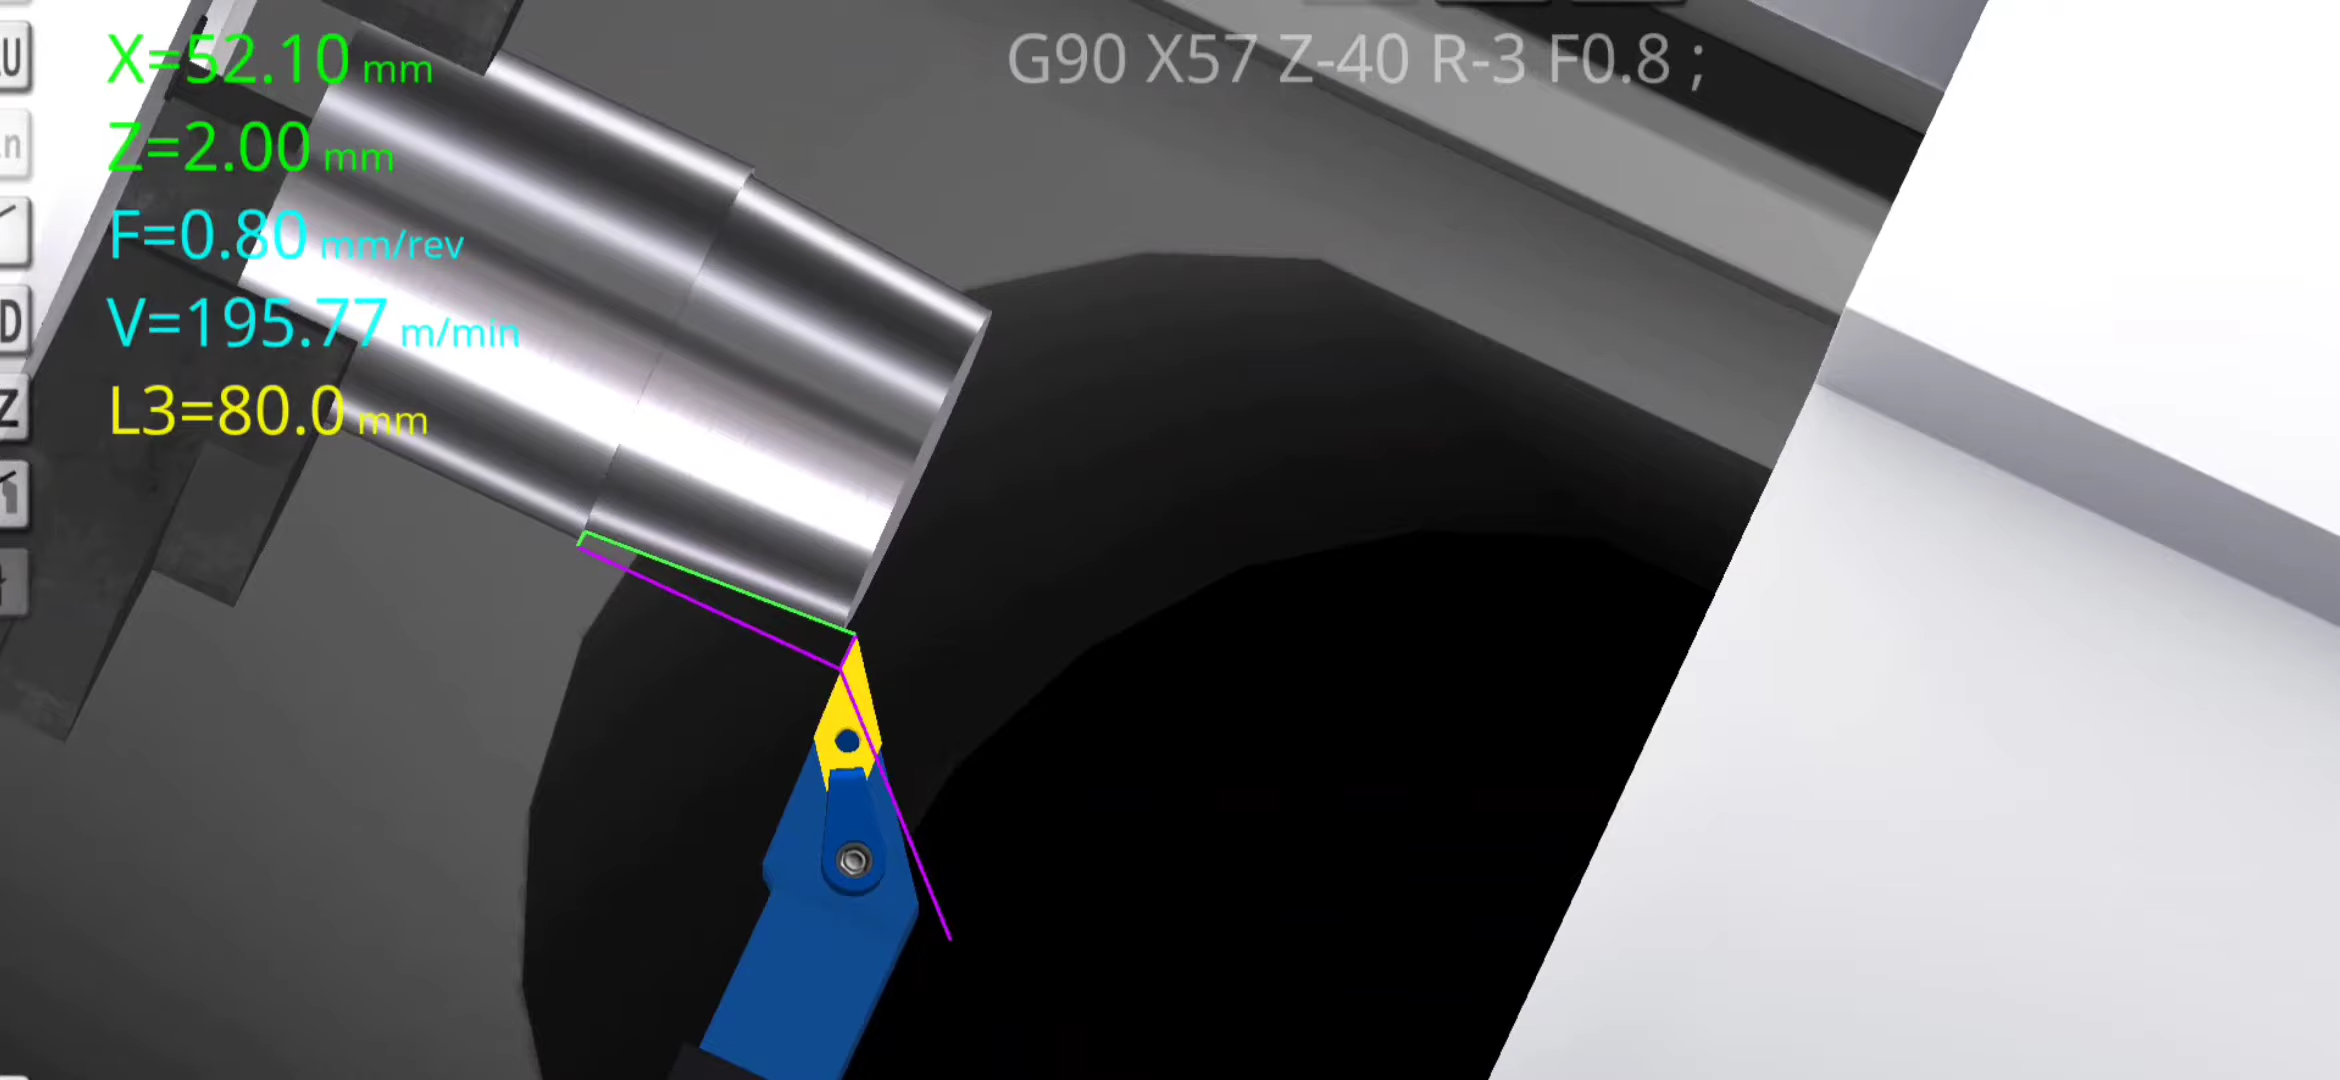 X=52.10 mm
G90 X57 Z-40 R-3 F0.8 ;
Z=2.00 mm
F=0.80 mm/rev
V=195.77 m/min
L3=80.0 mm
U
n
D
Z